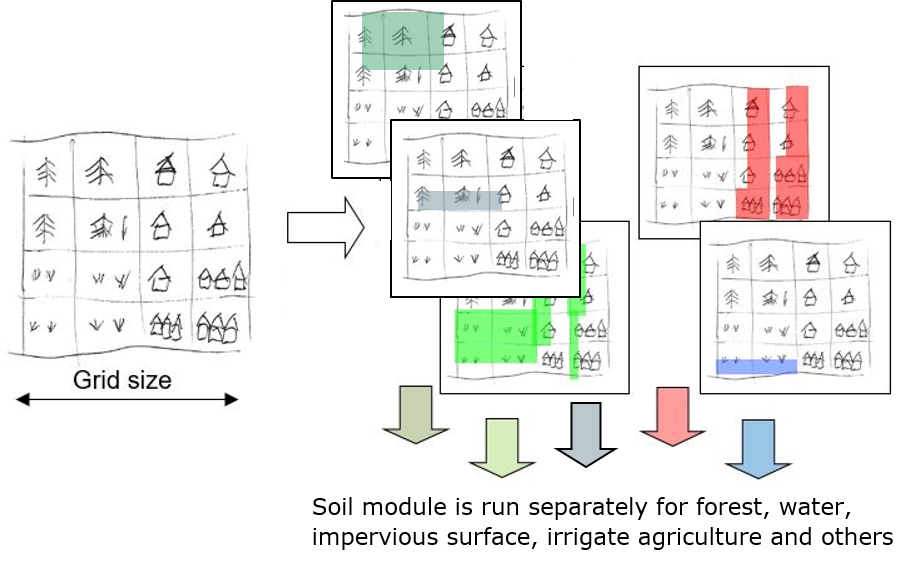 Grid size
Soil module is run separately for forest, water,
impervious surface, irrigate agriculture and others